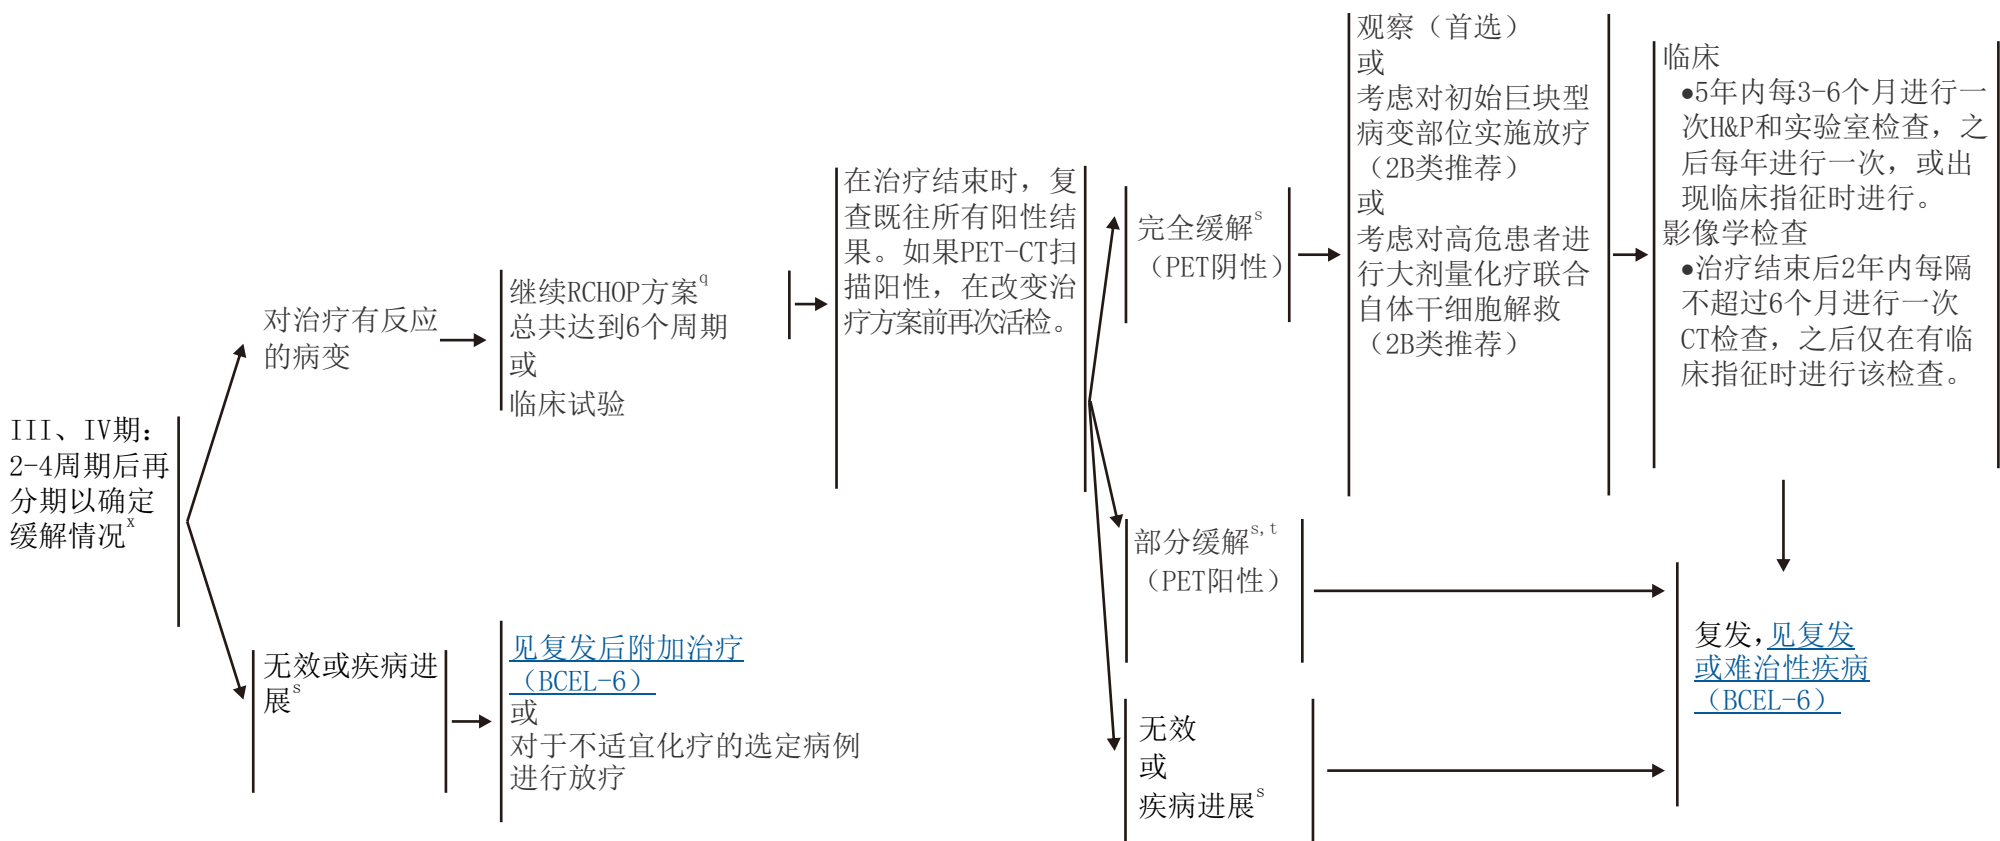 III、IV期：
2-4周期后再
分期以确定
缓解情况x
对治疗有反应
的病变
无效或疾病进
展s
继续RCHOP方案q
总共达到6个周期
或
临床试验
见复发后附加治疗
（BCEL-6）
或
对于不适宜化疗的选定病例
进行放疗
在治疗结束时，复
查既往所有阳性结
果。如果PET-CT扫
描阳性，在改变治
疗方案前再次活检。
完全缓解s
（PET阴性）
部分缓解s,t
（PET阳性）
无效
或
疾病进展s
观察（首选）
或
考虑对初始巨块型
病变部位实施放疗
（2B类推荐）
或
考虑对高危患者进
行大剂量化疗联合
自体干细胞解救
（2B类推荐）
临床
●5年内每3-6个月进行一
次H&P和实验室检查，之
后每年进行一次，或出
现临床指征时进行。
影像学检查
●治疗结束后2年内每隔
不超过6个月进行一次
CT检查，之后仅在有临
床指征时进行该检查。
复发，见复发
或难治性疾病
（BCEL-6）